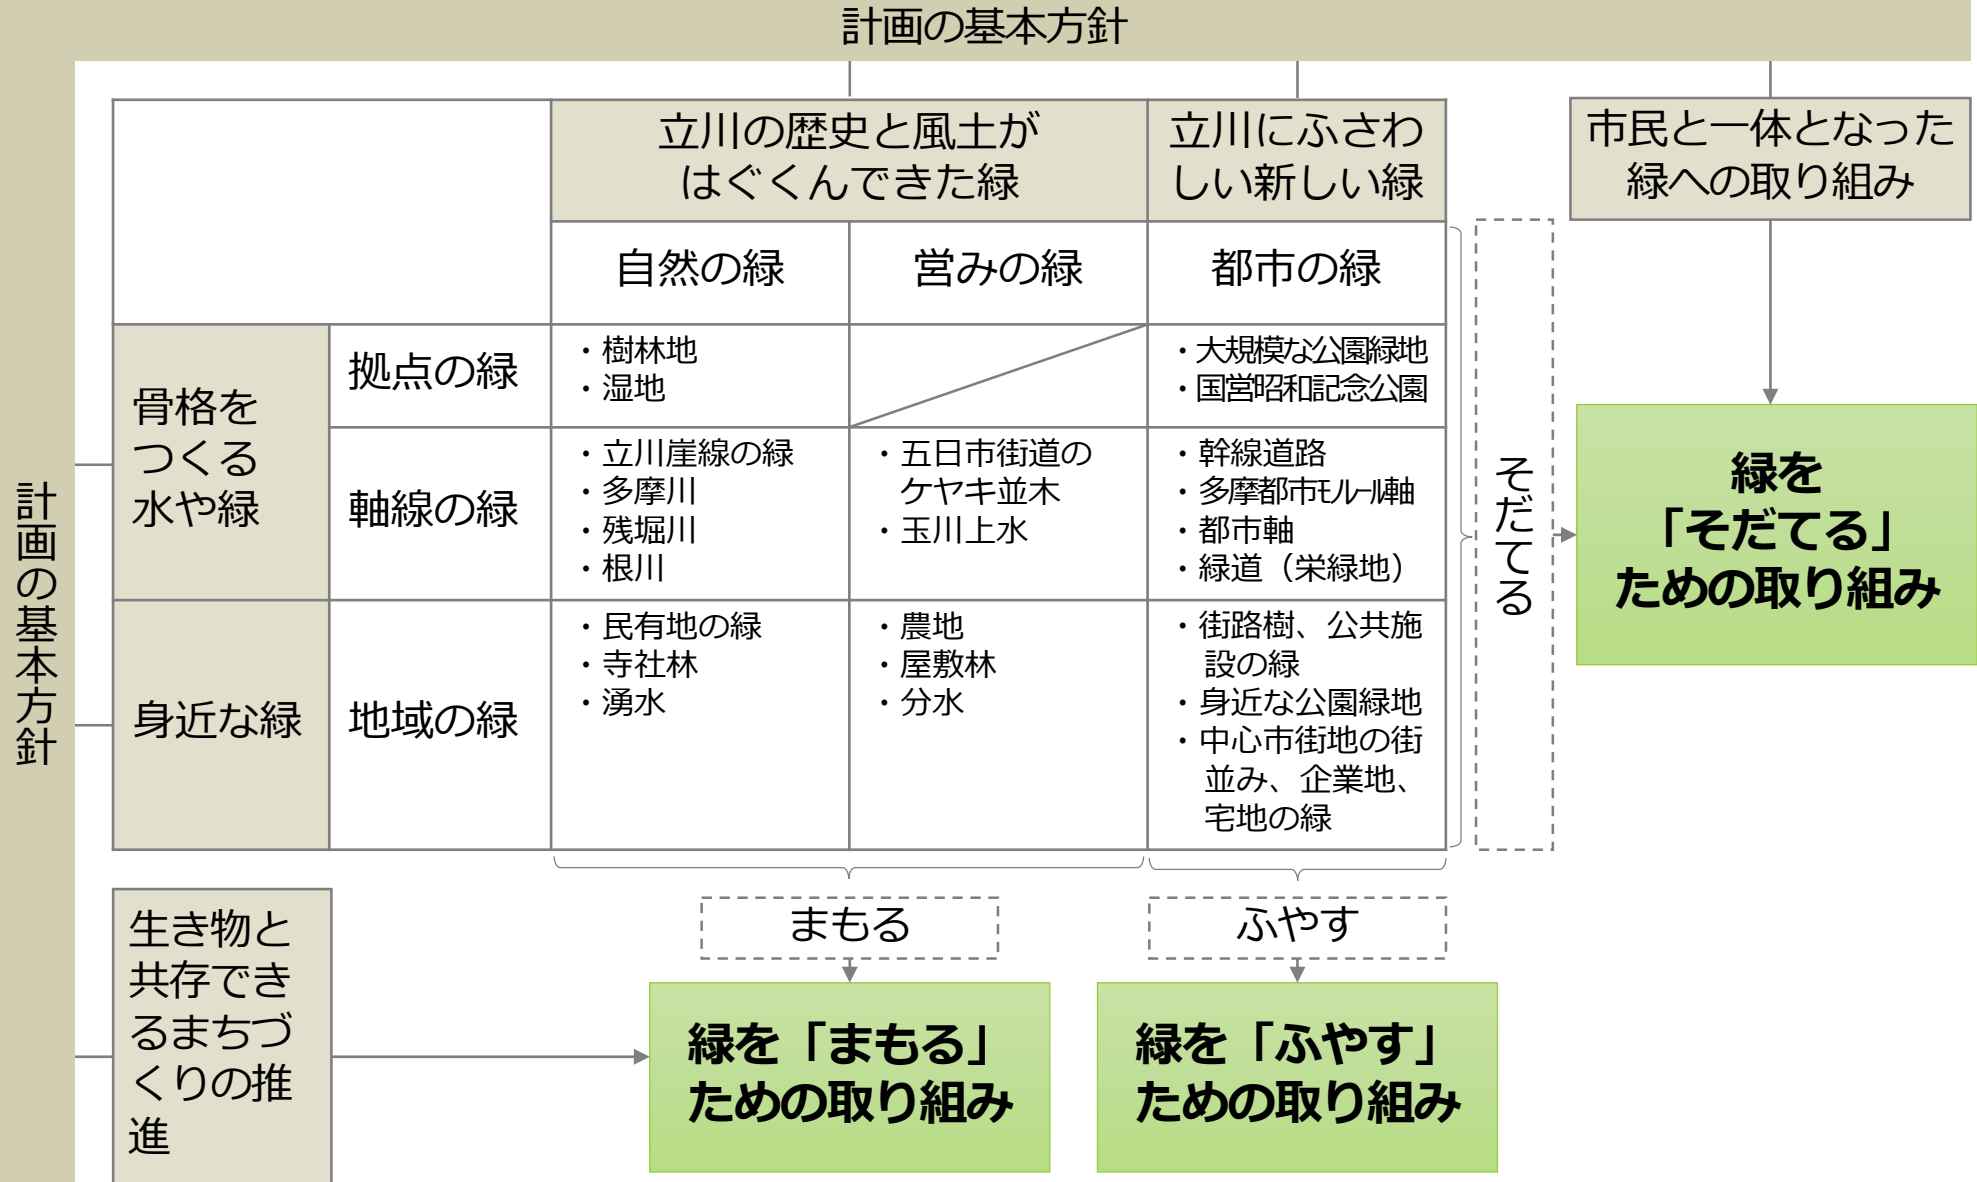 計画の基本方針
計画の基本方針
立川の歴史と風土が
はぐくんできた緑
立川にふさわ
しい新しい緑
市民と一体となった
緑への取り組み
自然の緑
営みの緑
都市の緑
骨格を
つくる
水や緑
拠点の緑
・樹林地
・湿地
・大規模な公園緑地
・国営昭和記念公園
軸線の緑
・立川崖線の緑
・多摩川
・残堀川
・根川
・五日市街道の
ケヤキ並木
・玉川上水
・幹線道路
・多摩都市モノレール軸
・都市軸
・緑道（栄緑地）
身近な緑
地域の緑
・民有地の緑
・寺社林
・湧水
・農地
・屋敷林
・分水
・街路樹、公共施
設の緑
・身近な公園緑地
・中心市街地の街
並み、企業地、
宅地の緑
そだてる
緑を
「そだてる」
ための取り組み
まもる
ふやす
生き物と
共存でき
るまちづ
くりの推
進
緑を「まもる」
ための取り組み
緑を「ふやす」
ための取り組み